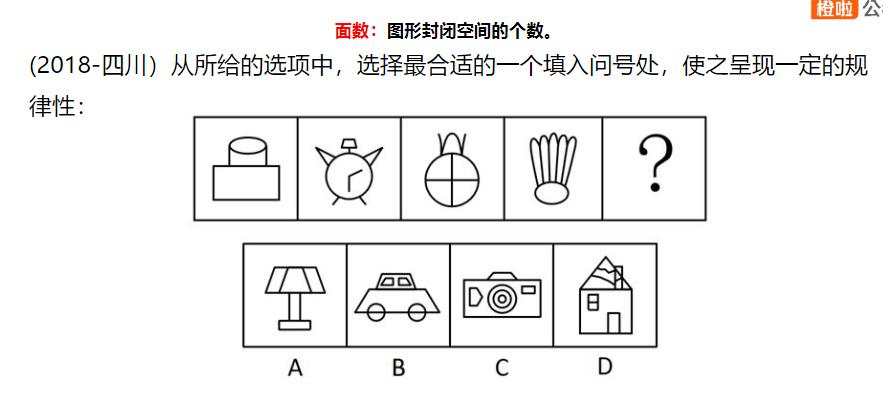 橙啦 公
面数：图形封闭空间的个数。
(2018-四川）从所给的选项中，选择最合适的一个填入问号处，使之呈现一定的规
律性：
?
A B C D